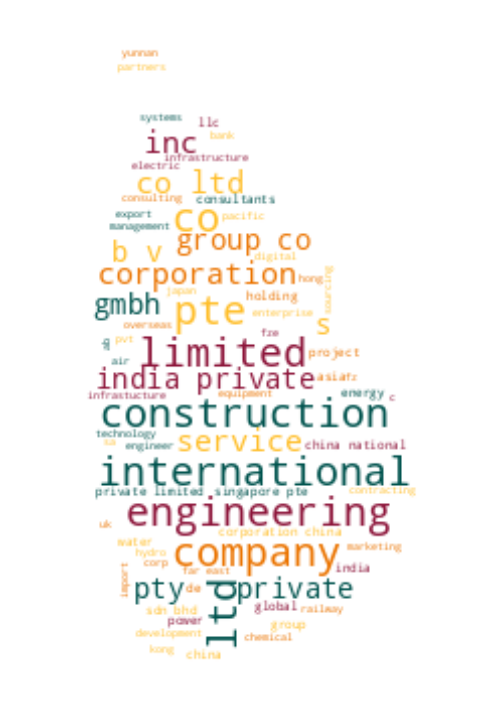 yunnan
partners
systems llc
inc bank
infrastructure
electric
co ltd
consulting consultants
export co pacific
management
group co
b v digital
corporation hong
japan holding sourcing
gmbh pte enterprise
overseas s
pvt fze
limited project
air
india private asia fz
infrastucture equipment energy c
construction
technology service
sa engineer china national
international
private limited singapore pte contracting
engineering
uk
water corporation china
hydro company marketing
corp far east india
import pty de ltd private
sdn bhd global railway
power group
development chemical
kong china